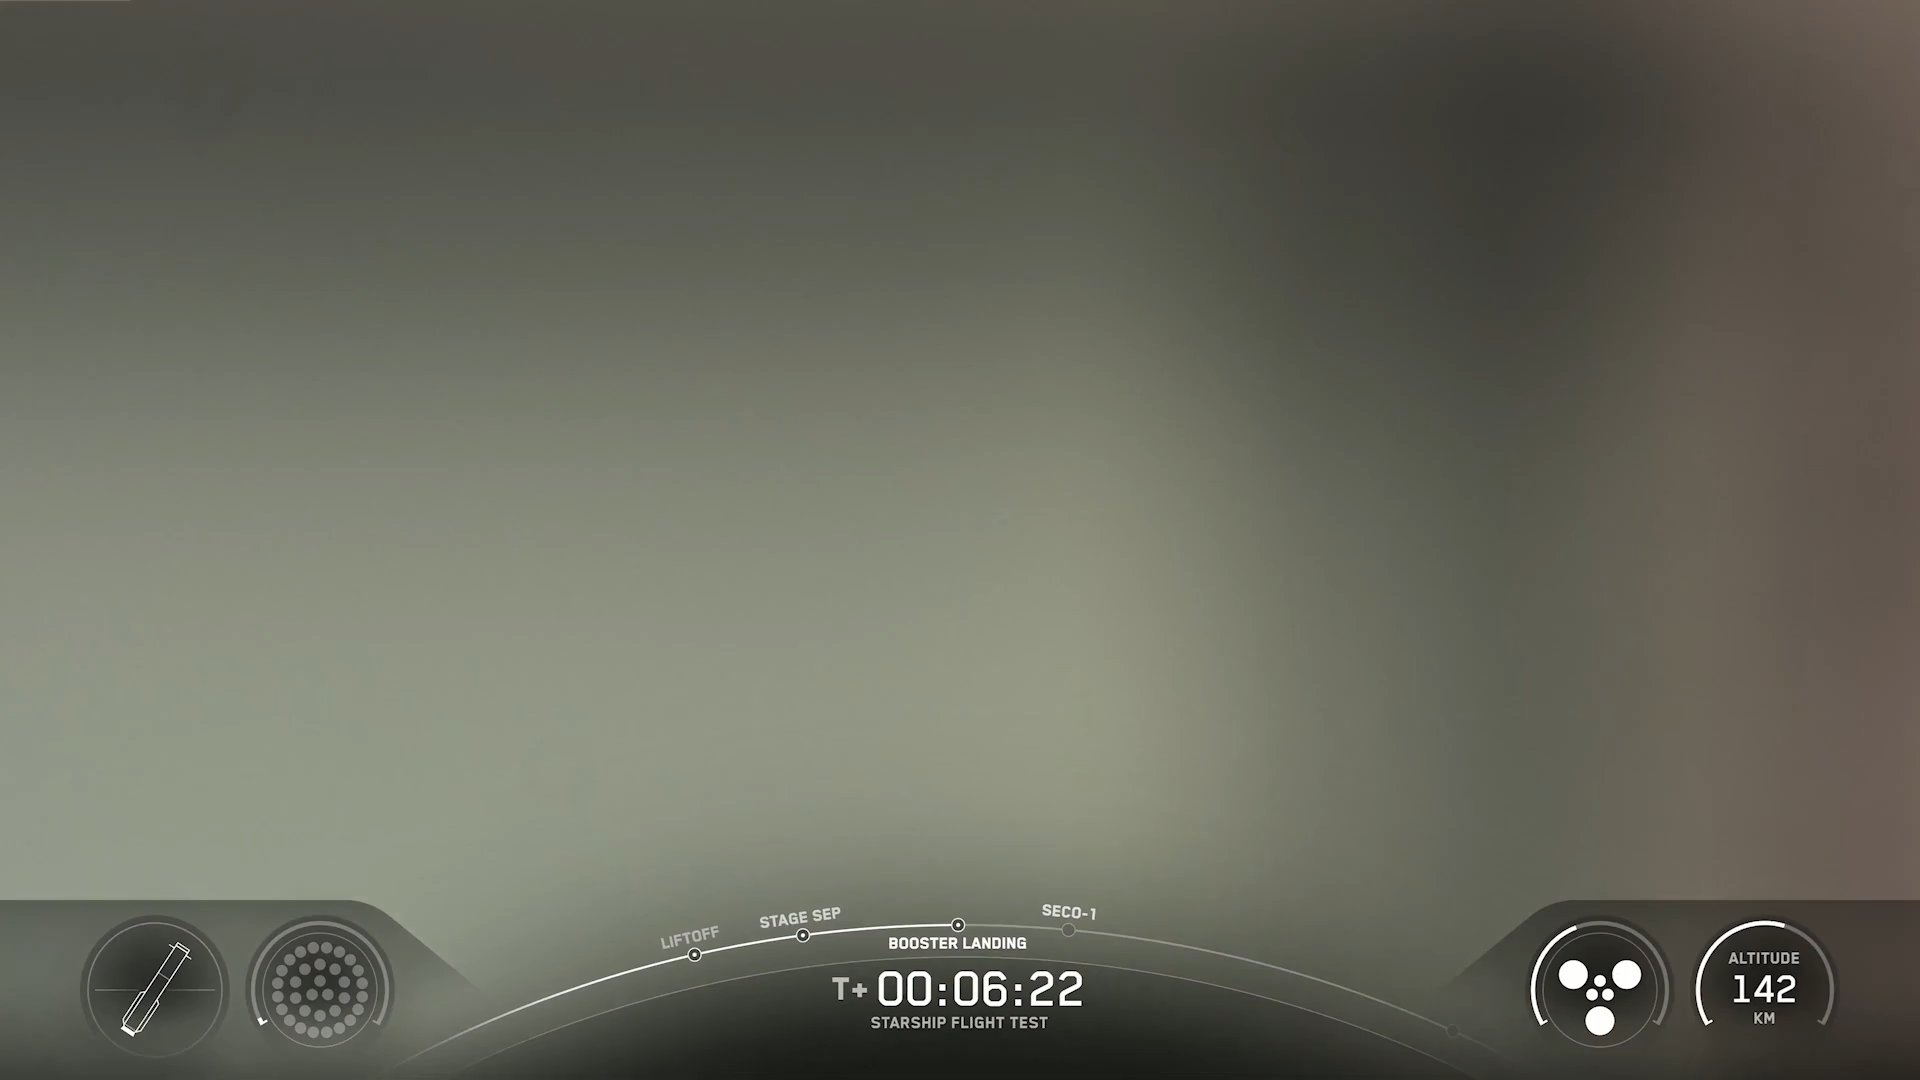 LIFTOFF
STAGE SEP
BOOSTER LANDING
SECO-1
T+00:06:22
STARSHIP FLIGHT TEST
ALTITUDE
142
KM